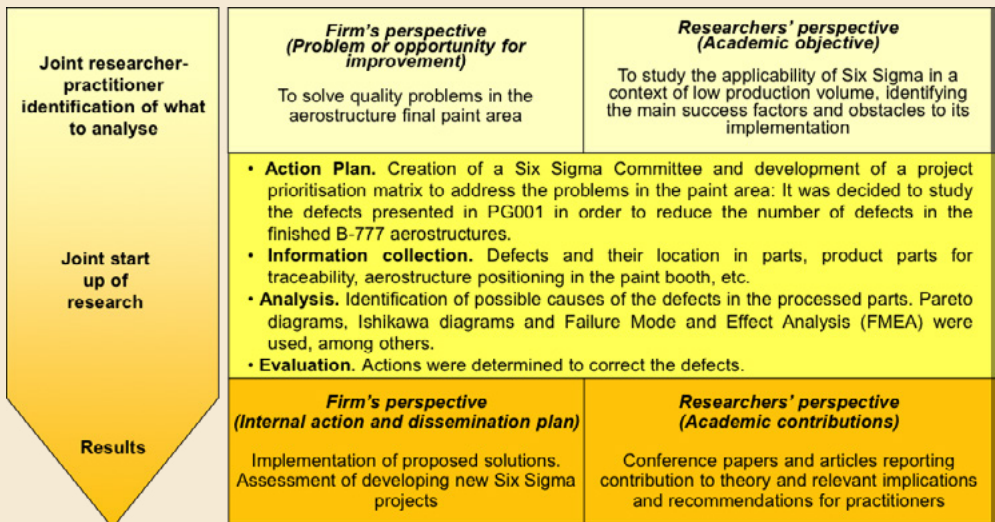 Joint researcher-
practitioner
identification of what
to analyse
Firm's perspective
(Problem or opportunity for
improvement)
To solve quality problems in the
aerostructure final paint area
Researchers' perspective
(Academic objective)
To study the applicability of Six Sigma in a
context of low production volume, identifying
the main success factors and obstacles to its
implementation
Joint start
up of
research
• Action Plan. Creation of a Six Sigma Committee and development of a project
prioritisation matrix to address the problems in the paint area: It was decided to study
the defects presented in PG001 in order to reduce the number of defects in the
finished B-777 aerostructures.
• Information collection. Defects and their location in parts, product parts for
traceability, aerostructure positioning in the paint booth, etc.
• Analysis. Identification of possible causes of the defects in the processed parts. Pareto
diagrams, Ishikawa diagrams and Failure Mode and Effect Analysis (FMEA) were
used, among others.
• Evaluation. Actions were determined to correct the defects.
Results
Firm's perspective
(Internal action and dissemination plan)
Implementation of proposed solutions.
Assessment of developing new Six Sigma
projects
Researchers' perspective
(Academic contributions)
Conference papers and articles reporting
contribution to theory and relevant implications
and recommendations for practitioners